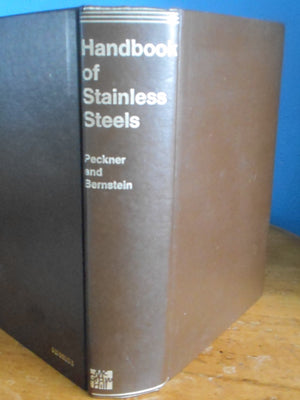 Handbook
of
Stainless
Steels
Peckner
and
Bernstein